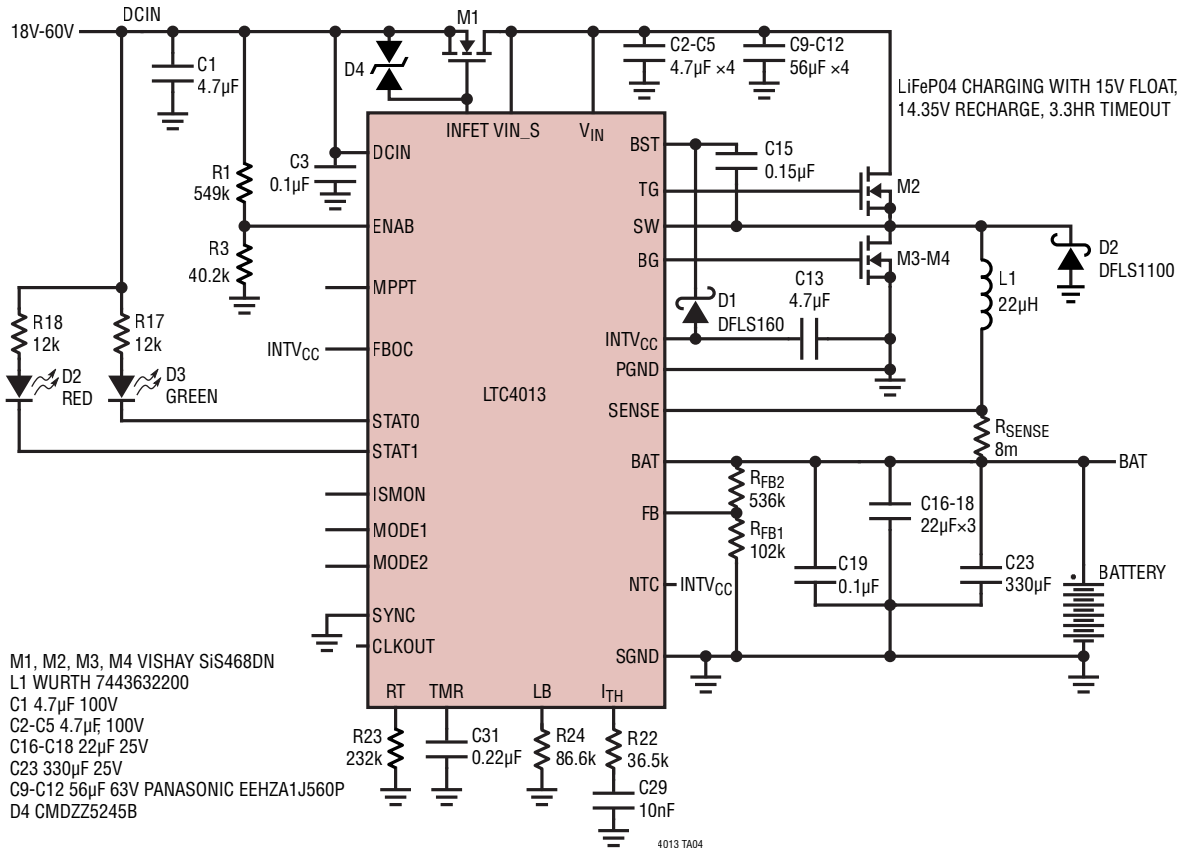 DCIN
18V-60V
M1
C1
4.7µF
D4
C2-C5
4.7µF ×4
C9-C12
56µF ×4
LiFePO4 CHARGING WITH 15V FLOAT,
14.35V RECHARGE, 3.3HR TIMEOUT
INFET VIN_S
VIN
DCIN
C3
0.1µF
R1
549k
ENAB
R3
40.2k
MPPT
R18
12k
R17
12k
INTVCC
FBOC
D2
RED
D3
GREEN
STAT0
STAT1
LTC4013
ISMON
MODE1
MODE2
SYNC
CLKOUT
BST
C15
0.15µF
TG
M2
SW
BG
M3-M4
D2
DFLS1100
L1
22µH
C13
4.7µF
D1
DFLS160
INTVCC
PGND
SENSE
RSENSE
8m
BAT
BAT
RFB2
536k
FB
RFB1
102k
C16-18
22µF×3
C19
0.1µF
C23
330µF
BATTERY
NTC
INTVCC
SGND
RT
TMR
LB
ITH
R23
232k
C31
0.22µF
R24
86.6k
R22
36.5k
C29
10nF
M1, M2, M3, M4 VISHAY SiS468DN
L1 WURTH 7443632200
C1 4.7µF 100V
C2-C5 4.7µF, 100V
C16-C18 22µF 25V
C23 330µF 25V
C9-C12 56µF 63V PANASONIC EEHZA1J560P
D4 CMDZZ5245B
4013 TA04